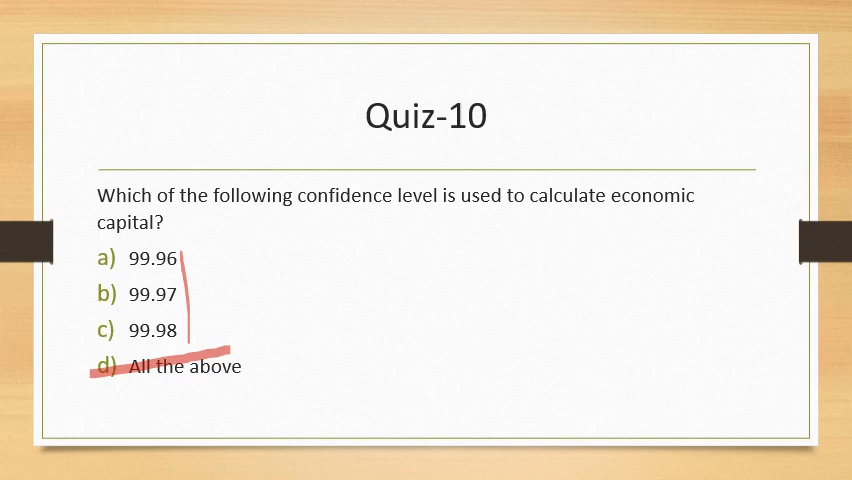 Quiz-10
Which of the following confidence level is used to calculate economic
capital?
a) 99.96
b) 99.97
c) 99.98
d) All the above